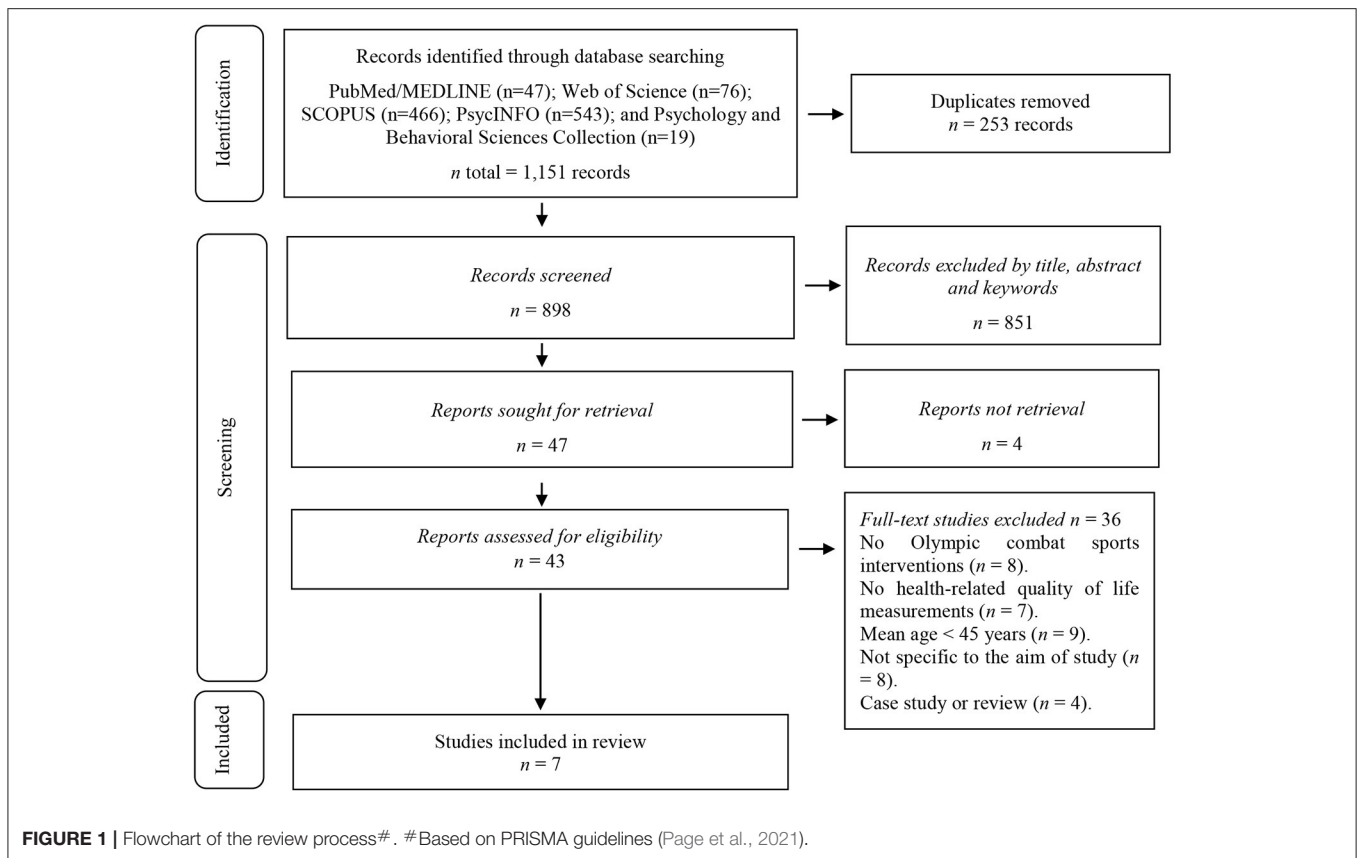 Identification
Records identified through database searching
PubMed/MEDLINE (n=47); Web of Science (n=76);
SCOPUS (n=466); PsycINFO (n=543); and Psychology and
Behavioral Sciences Collection (n=19)
n total = 1,151 records
Duplicates removed
n = 253 records
Screening
Records screened
n = 898
Records excluded by title, abstract
and keywords
n = 851
Reports sought for retrieval
n = 47
Reports not retrieval
n = 4
Reports assessed for eligibility
n = 43
Full-text studies excluded n = 36
No Olympic combat sports
interventions (n = 8).
No health-related quality of life
measurements (n = 7).
Mean age < 45 years (n = 9).
Not specific to the aim of study (n
= 8).
Case study or review (n = 4).
Included
Studies included in review
n = 7
FIGURE 1 | Flowchart of the review process#. #Based on PRISMA guidelines (Page et al., 2021).